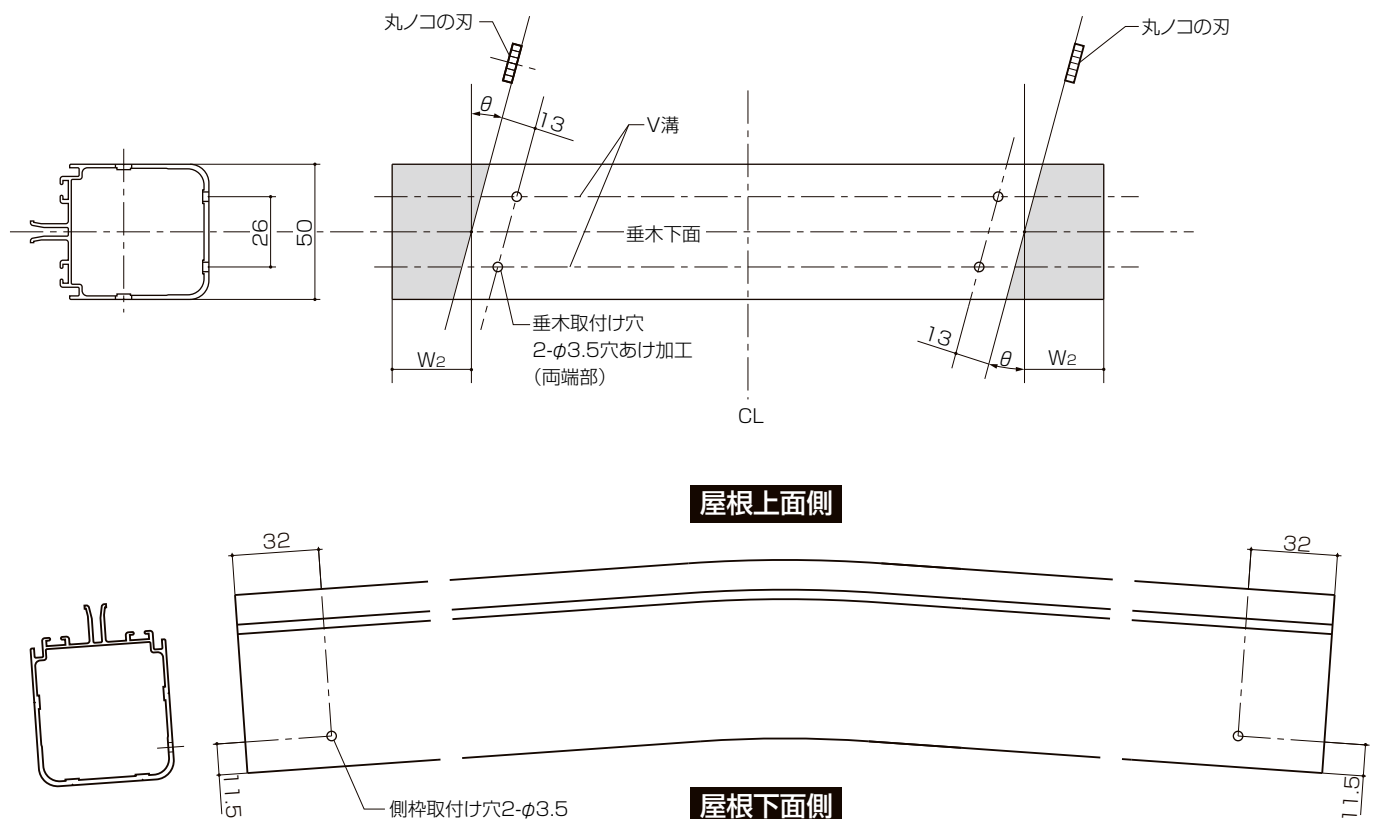 丸ノコの刃
丸ノコの刃
θ
13
V溝
26
50
垂木下面
垂木取付け穴
2-φ3.5穴あけ加工
(両端部)
W2
13
θ
W2
CL
屋根上面側
32
32
11.5
側枠取付け穴2-φ3.5
屋根下面側
11.5